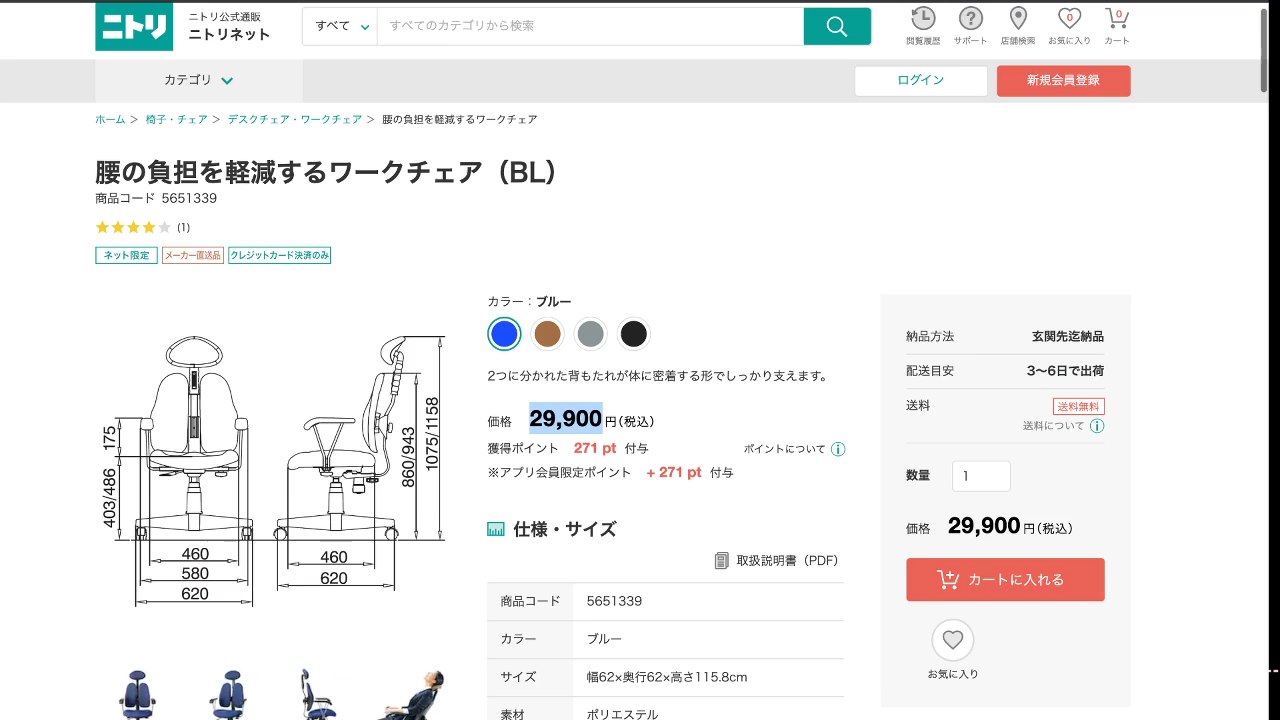 ニトリ
ニトリ公式通販
ニトリネット
すべて
すべてのカテゴリから検索
閲覧履歴
サポート
店舗検索
0
お気に入り
0
カート
カテゴリ
ログイン
新規会員登録
ホーム > 椅子・チェア > デスクチェア・ワークチェア > 腰の負担を軽減するワークチェア
腰の負担を軽減するワークチェア（BL）
商品コード 5651339
(1)
ネット限定 メーカー直送品 クレジットカード決済のみ
175
403/486
460
580
620
860/943
1075/1158
460
620
カラー：ブルー
2つに分かれた背もたれが体に密着する形でしっかり支えます。
価格 29,900円（税込）
獲得ポイント 271 pt 付与
ポイントについて
※アプリ会員限定ポイント + 271 pt 付与
仕様・サイズ
取扱説明書（PDF）
商品コード 5651339
カラー ブルー
サイズ 幅62×奥行62×高さ115.8cm
素材 ポリエステル
納品方法 玄関先迄納品
配送目安 3〜6日で出荷
送料 送料無料
送料について
数量 1
価格 29,900円（税込）
カートに入れる
お気に入り